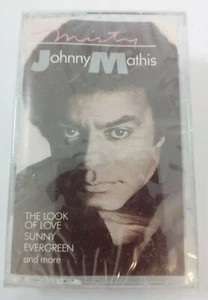 Misty
Johnny Mathis
THE LOOK
OF LOVE
SUNNY
EVERGREEN
and more